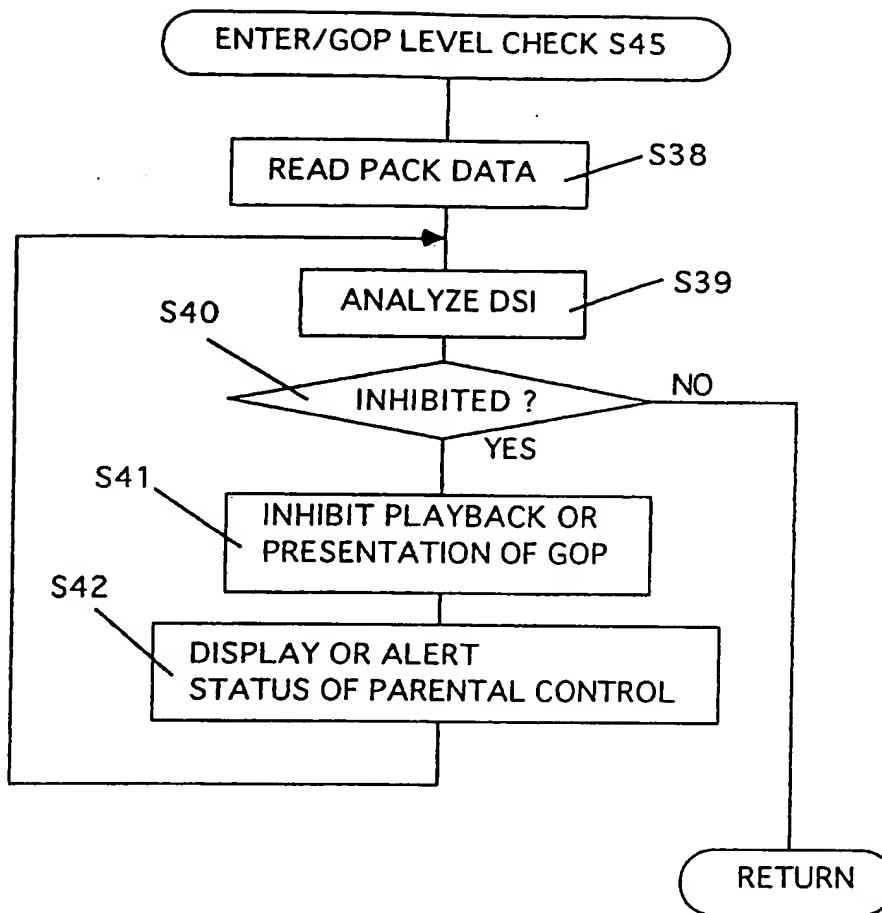 ENTER/GOP LEVEL CHECK S45
READ PACK DATA
S38
ANALYZE DSI
S39
S40
INHIBITED ?
NO
YES
S41
INHIBIT PLAYBACK OR
PRESENTATION OF GOP
S42
DISPLAY OR ALERT
STATUS OF PARENTAL CONTROL
RETURN